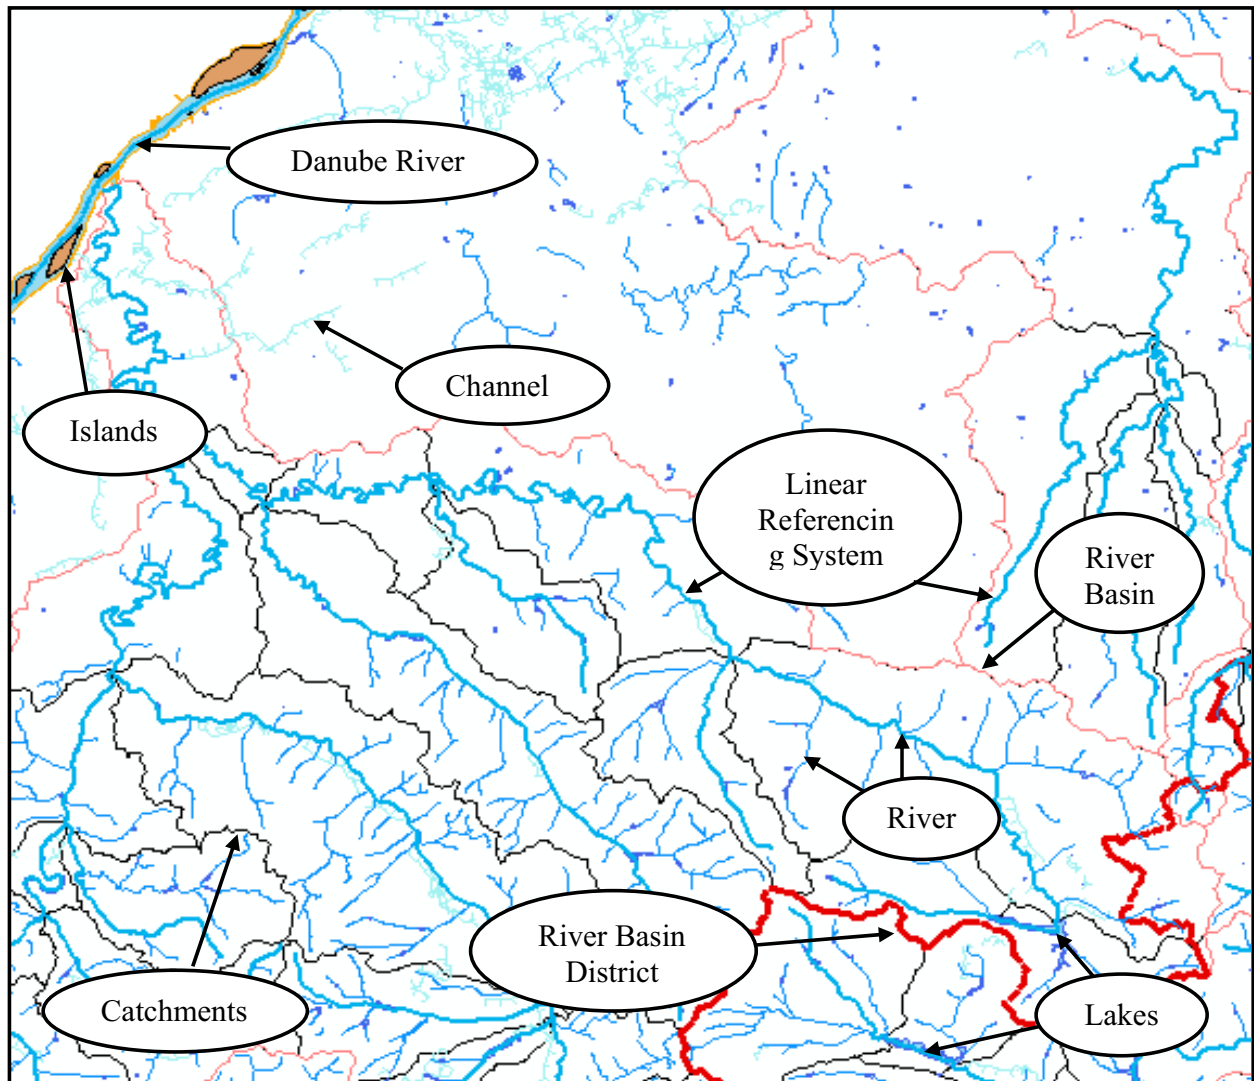 Danube River
Channel
Islands
Linear
Referencin
g System
River
Basin
River
River Basin
District
Catchments
Lakes